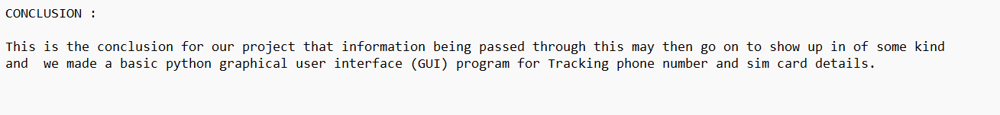 CONCLUSION :
This is the conclusion for our project that information being passed through this may then go on to show up in of some kind
and  we made a basic python graphical user interface (GUI) program for Tracking phone number and sim card details.